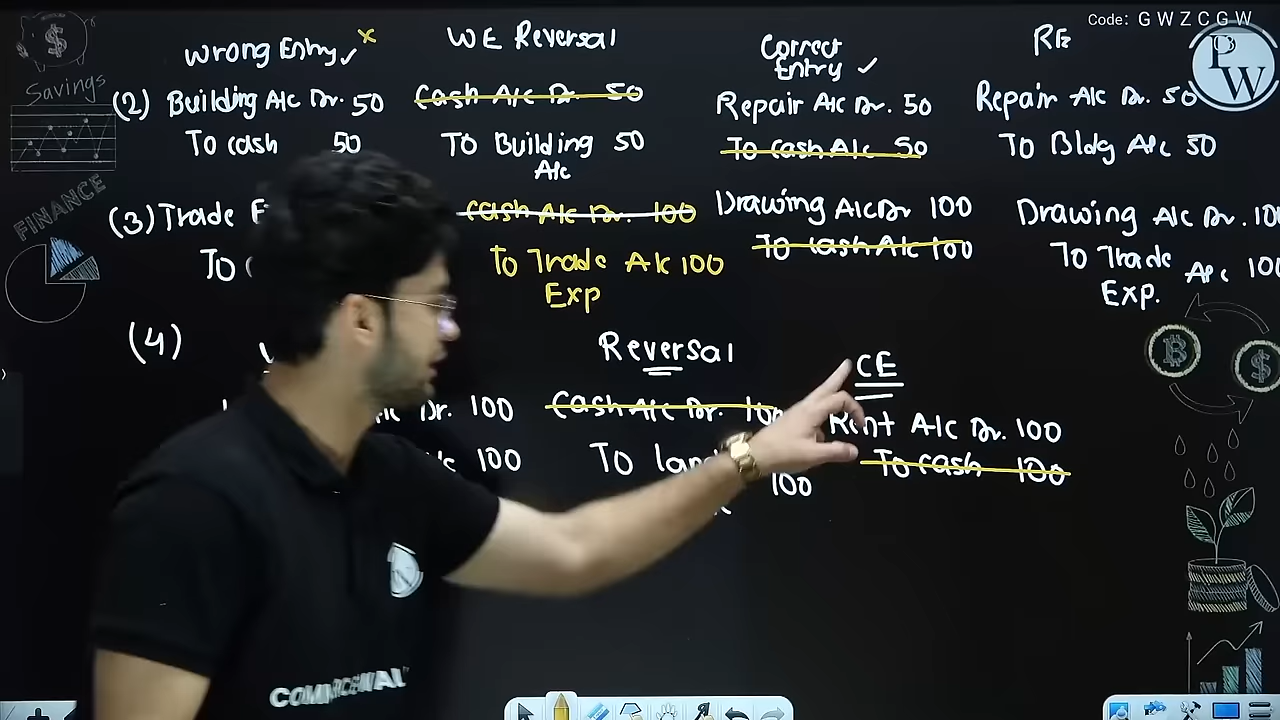 Code: G W Z C G W
Wrong Entry ✓ x
WE Reversal
Correct Entry ✓
RE
PW
Savings
FINANCE
(2) Building A/c Dr. 50
To cash 50
Cash A/c Dr. 50
To Building 50
A/c
Repair A/c Dr. 50
To cash A/c 50
Repair A/c Dr. 50
To Bldg A/c 50
(3) Trade
To
Cash A/c Dr. 100
To Trade A/c 100
Exp
Drawing A/c Dr 100
To cash A/c 100
Drawing A/c Dr. 100
To Trade A/c 100
Exp.
(4)
Dr. 100
100
Reversal
Cash A/c Dr. 100
To
100
CE
Rent A/c Dr. 100
To cash 100